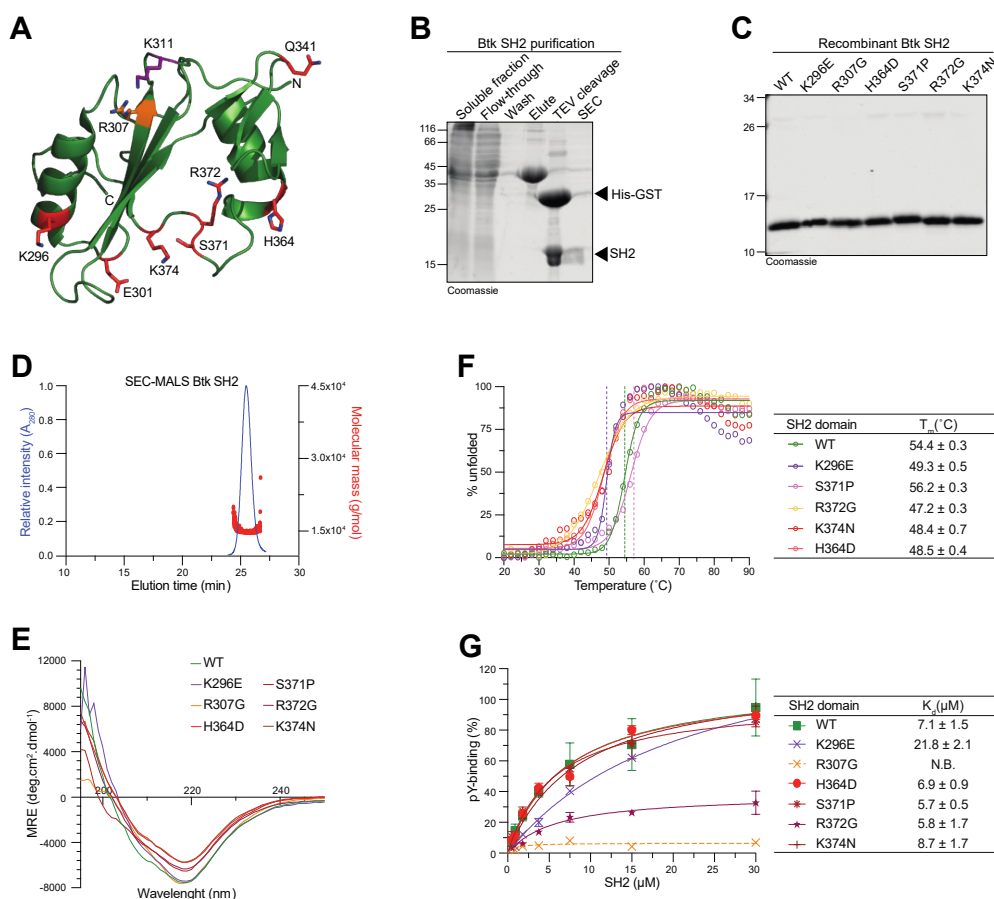 A
K311
Q341
N
R307
R372
C
K296
S371
H364
K374
E301
B
Btk SH2 purification
Soluble fraction
Flow-through
Wash
Elute
TEV cleavage
SEC
116
66
45
35
25
15
His-GST
SH2
Coomassie
C
Recombinant Btk SH2
WT
K296E
R307G
H364D
S371P
R372G
K374N
34
26
17
10
Coomassie
D
SEC-MALS Btk SH2
Relative intensity (A280)
1.0
0.8
0.6
0.4
0.2
0.0
4.5x10⁴
3.0x10⁴
1.5x10⁴
Molecular mass (g/mol)
10 15 20 25 30 35 40
Elution time (min)
F
% unfolded
100
75
50
25
0
20 30 40 50 60 70 80 90
Temperature (˚C)
SH2 domain Tm(˚C)
WT 54.4 ± 0.3
K296E 49.3 ± 0.5
S371P 56.2 ± 0.3
R372G 47.2 ± 0.3
K374N 48.4 ± 0.7
H364D 48.5 ± 0.4
E
MRE (deg.cm².dmol-¹)
12000
8000
4000
0
-4000
-8000
WT
K296E
R307G
H364D
S371P
R372G
K374N
200 220 240
Wavelenght (nm)
G
pY-binding (%)
120
100
80
60
40
20
0
0 5 10 15 20 25 30
SH2 (µM)
SH2 domain Kd(µM)
WT 7.1 ± 1.5
K296E 21.8 ± 2.1
R307G N.B.
H364D 6.9 ± 0.9
S371P 5.7 ± 0.5
R372G 5.8 ± 1.7
K374N 8.7 ± 1.7